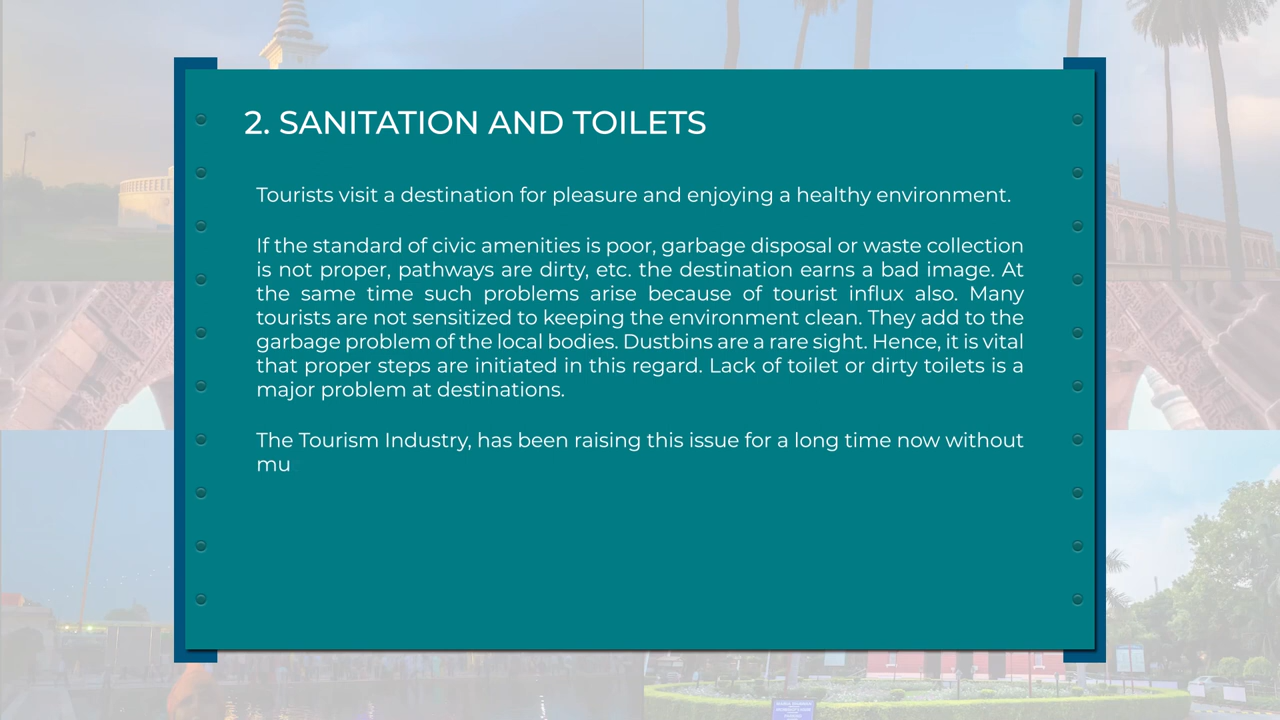 2. SANITATION AND TOILETS
Tourists visit a destination for pleasure and enjoying a healthy environment.
If the standard of civic amenities is poor, garbage disposal or waste collection
is not proper, pathways are dirty, etc. the destination earns a bad image. At
the same time such problems arise because of tourist influx also. Many
tourists are not sensitized to keeping the environment clean. They add to the
garbage problem of the local bodies. Dustbins are a rare sight. Hence, it is vital
that proper steps are initiated in this regard. Lack of toilet or dirty toilets is a
major problem at destinations.
The Tourism Industry, has been raising this issue for a long time now without
mu